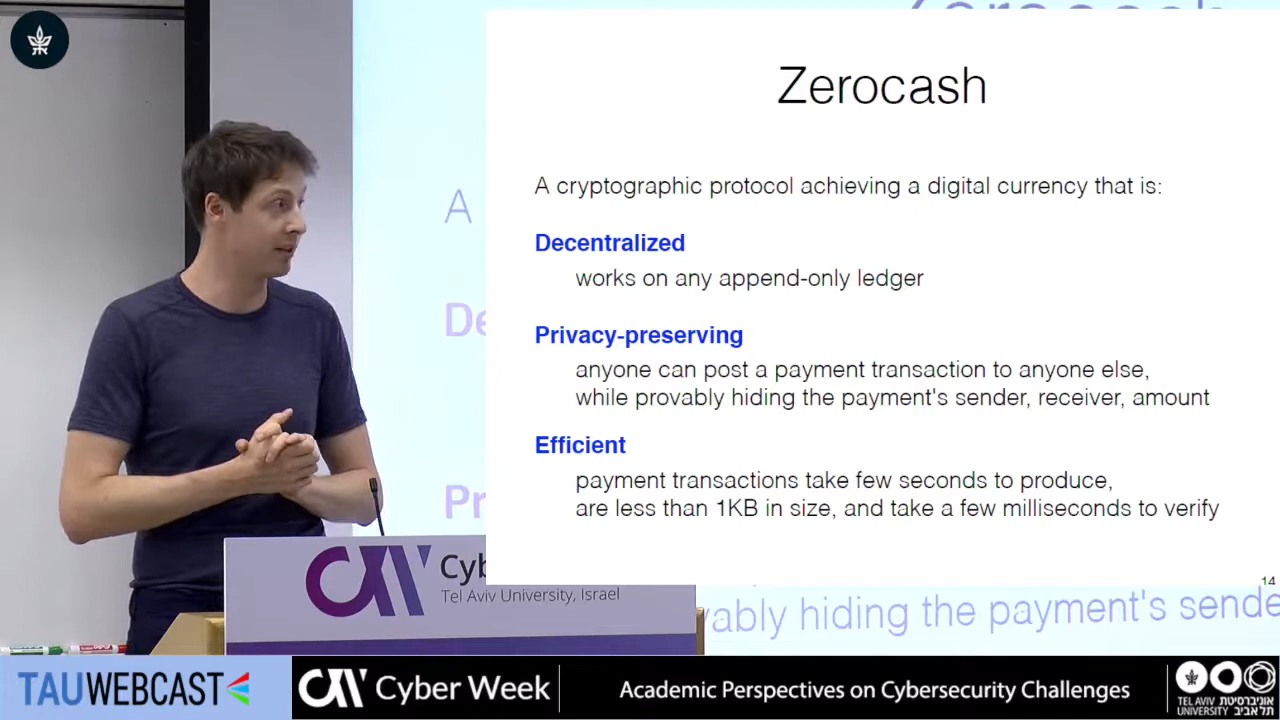 Zerocash
Zerocash
A cryptographic protocol achieving a digital currency that is:
Decentralized
works on any append-only ledger
Privacy-preserving
anyone can post a payment transaction to anyone else,
while provably hiding the payment's sender, receiver, amount
Efficient
payment transactions take few seconds to produce,
are less than 1KB in size, and take a few milliseconds to verify
14
A
De
Pr
vably hiding the payment's sende
Cyb
Tel Aviv University, Israel
TAUWEBCAST
Cyber Week
Academic Perspectives on Cybersecurity Challenges
TEL AVIV אוניברסיטת
UNIVERSITY תל אביב